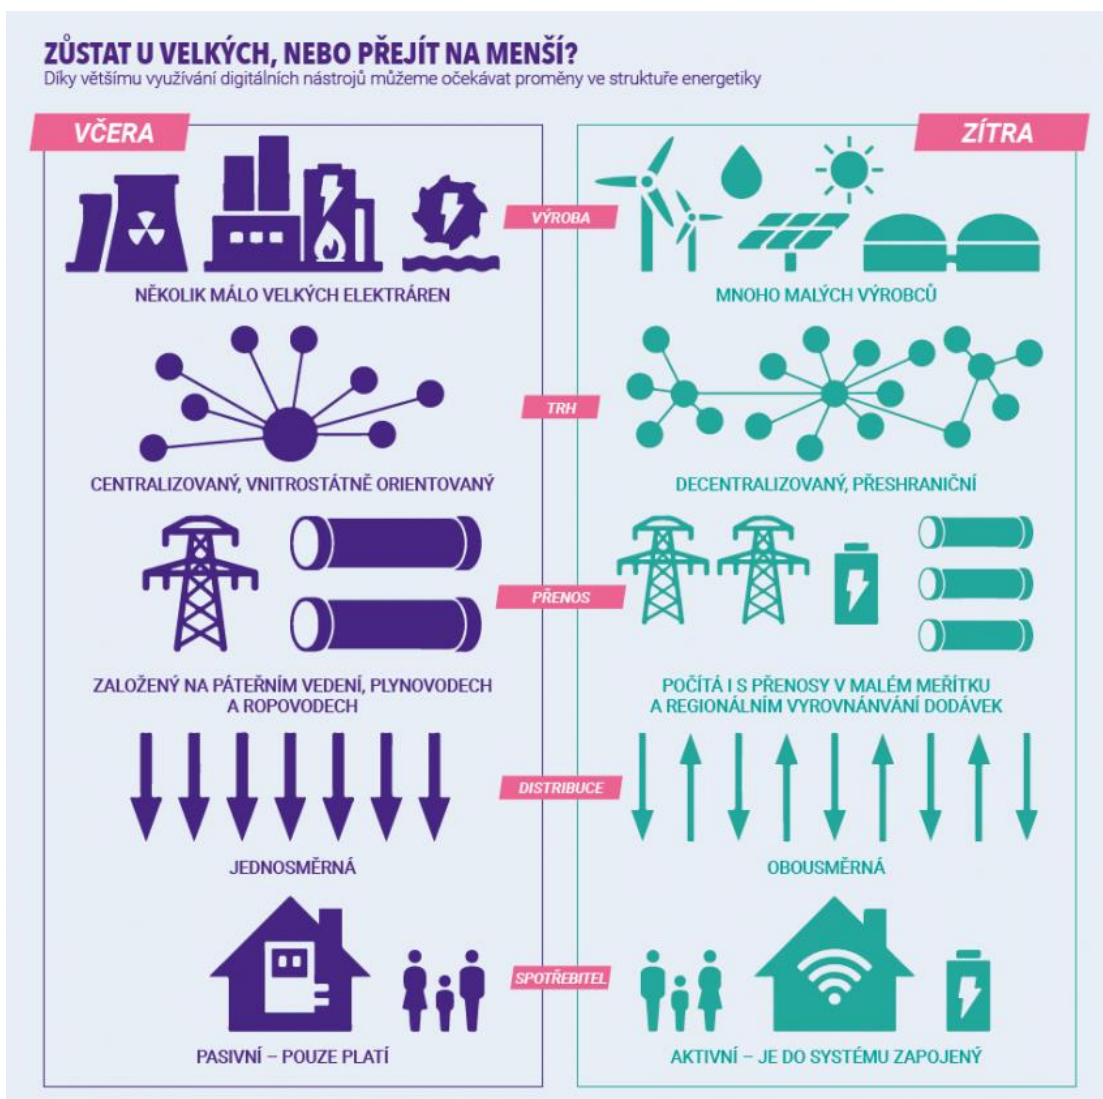 ZŮSTAT U VELKÝCH, NEBO PŘEJÍT NA MENŠÍ?
Díky většímu využívání digitálních nástrojů můžeme očekávat proměny ve struktuře energetiky
VČERA
ZÍTRA
VÝROBA
NĚKOLIK MÁLO VELKÝCH ELEKTRÁREN
MNOHO MALÝCH VÝROBCŮ
TRH
CENTRALIZOVANÝ, VNITROSTÁTNĚ ORIENTOVANÝ
DECENTRALIZOVANÝ, PŘESHRANIČNÍ
PŘENOS
ZALOŽENÝ NA PÁTEŘNÍM VEDENÍ, PLYNOVODECH
A ROPOVODECH
POČÍTÁ I S PŘENOSY V MALÉM MEŘÍTKU
A REGIONÁLNÍM VYROVNÁNVÁNÍ DODÁVEK
DISTRIBUCE
JEDNOSMĚRNÁ
OBOUSMĚRNÁ
SPOTŘEBITEL
PASIVNÍ – POUZE PLATÍ
AKTIVNÍ – JE DO SYSTÉMU ZAPOJENÝ